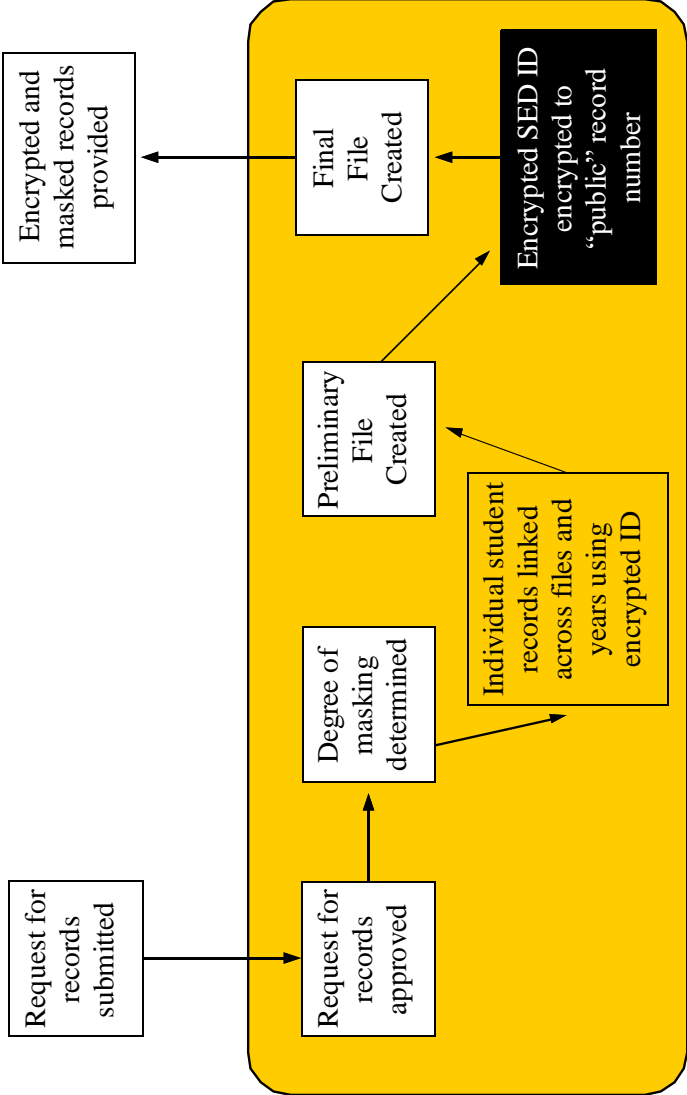 Request for
records
submitted
Request for
records
approved
Degree of
masking
determined
Individual student
records linked
across files and
years using
encrypted ID
Preliminary
File
Created
Encrypted SED ID
encrypted to
“public” record
number
Final
File
Created
Encrypted and
masked records
provided